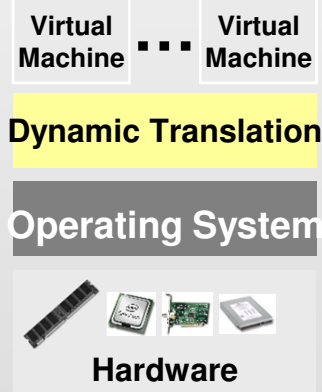 Virtual
Machine
...
Virtual
Machine
Dynamic Translation
Operating System
Hardware